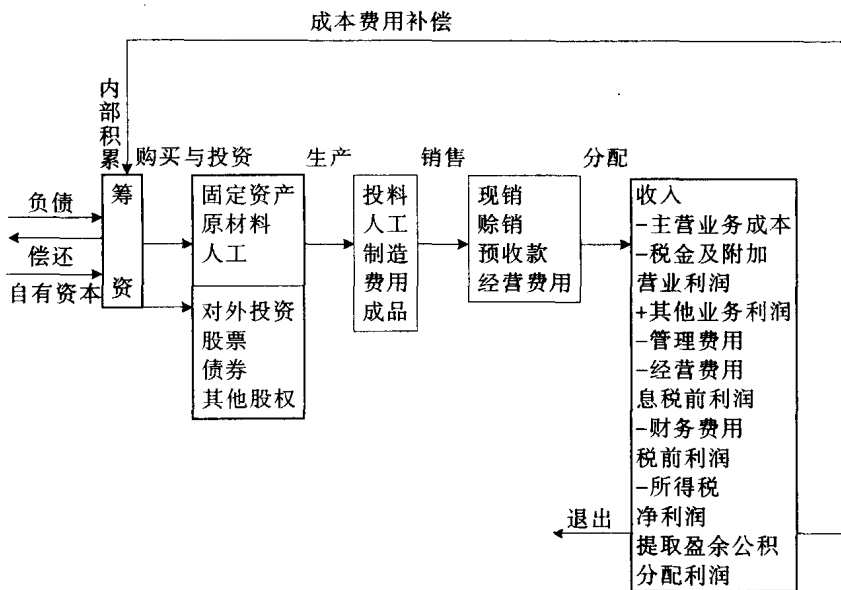 成本费用补偿
内部积累
购买与投资
生产
销售
分配
负债
偿还
自有资本
筹资
固定资产
原材料
人工
对外投资
股票
债券
其他股权
投料
人工
制造
费用
成品
现销
赊销
预收款
经营费用
收入
-主营业务成本
-税金及附加
营业利润
+其他业务利润
-管理费用
-经营费用
息税前利润
-财务费用
税前利润
-所得税
净利润
提取盈余公积
分配利润
退出